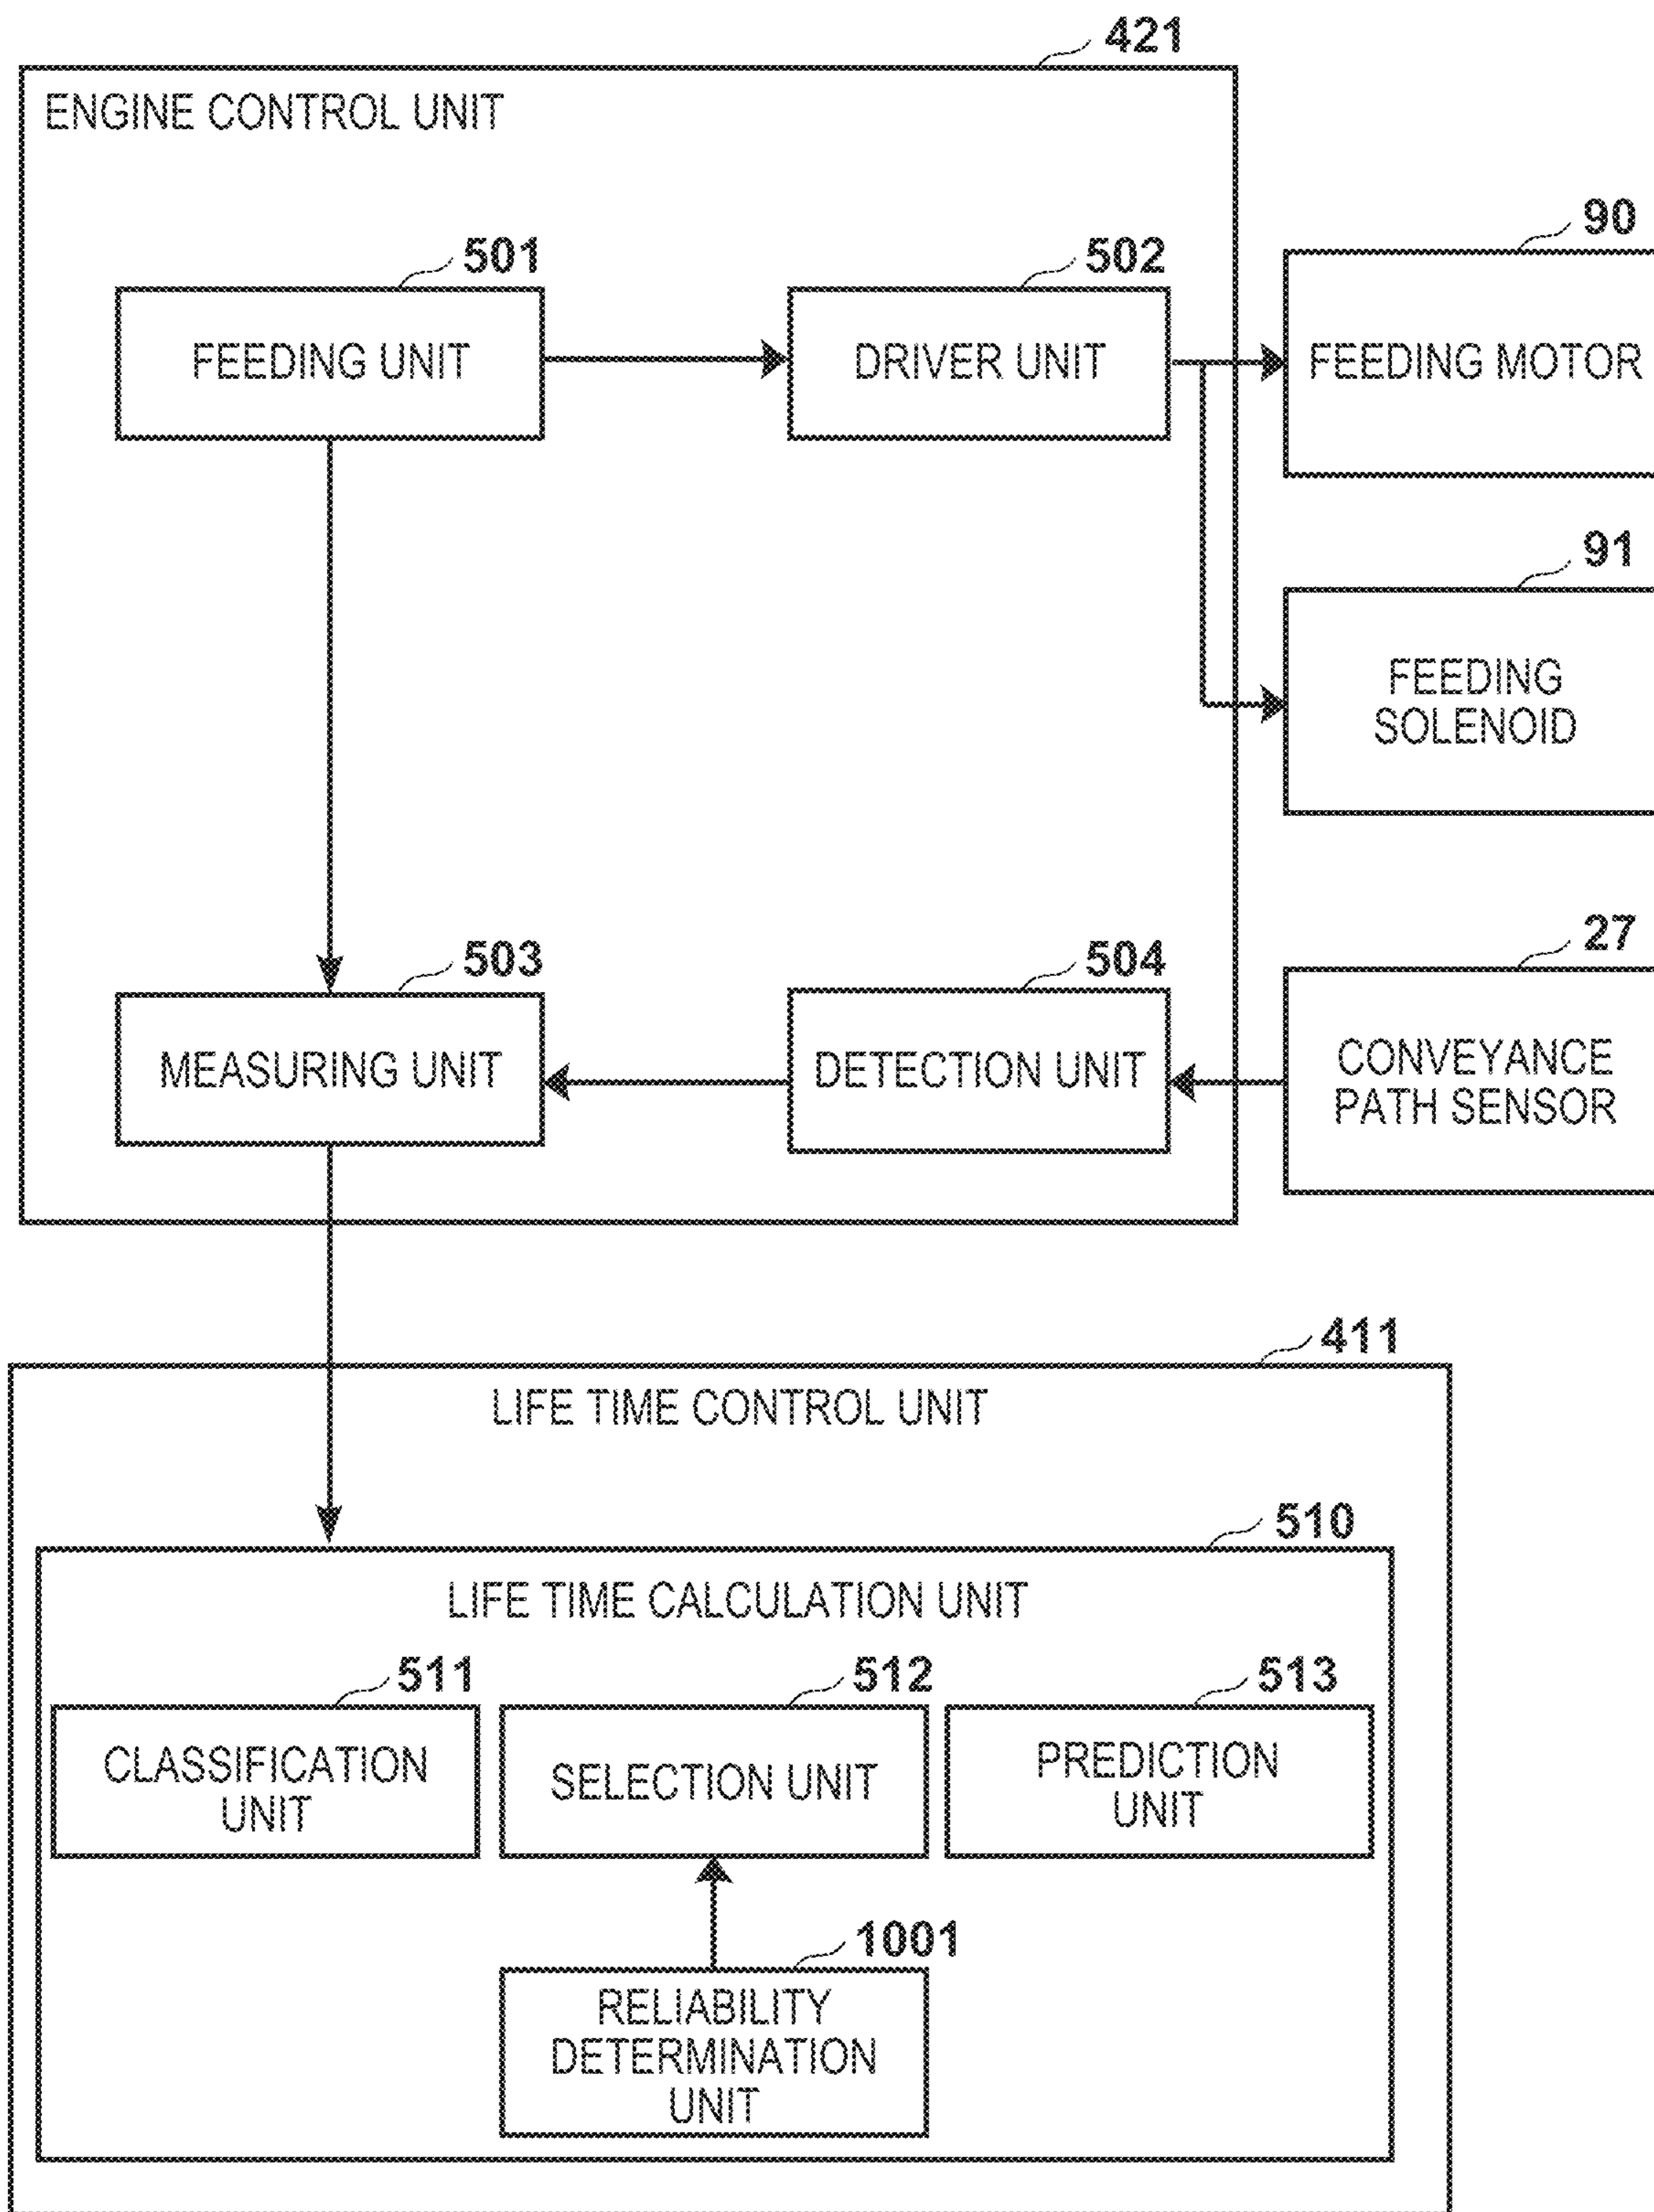 421
ENGINE CONTROL UNIT
90
501
502
FEEDING UNIT
DRIVER UNIT
FEEDING MOTOR
91
FEEDING
SOLENOID
27
503
504
MEASURING UNIT
DETECTION UNIT
CONVEYANCE
PATH SENSOR
411
LIFE TIME CONTROL UNIT
510
LIFE TIME CALCULATION UNIT
511
512
513
CLASSIFICATION
UNIT
SELECTION UNIT
PREDICTION
UNIT
1001
RELIABILITY
DETERMINATION
UNIT